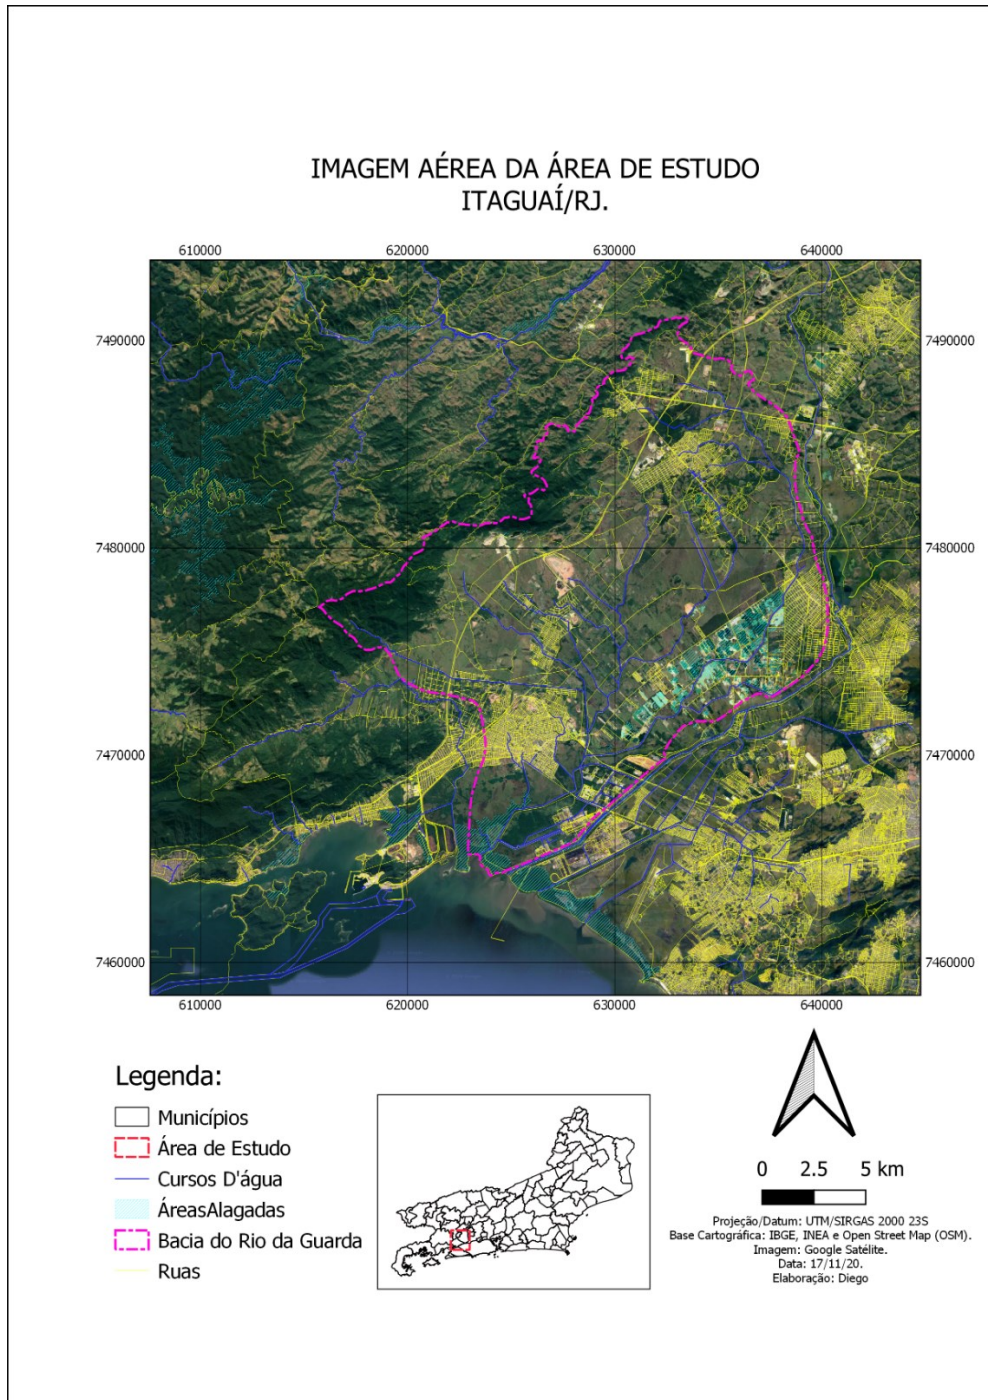 IMAGEM AÉREA DA ÁREA DE ESTUDO
ITAGUAÍ/RJ.
610000 620000 630000 640000
7490000 7490000
7480000 7480000
7470000 7470000
7460000 7460000
610000 620000 630000 640000
Legenda:
Municípios
Área de Estudo
Cursos D'água
ÁreasAlagadas
Bacia do Rio da Guarda
Ruas
0 2.5 5 km
Projeção/Datum: UTM/SIRGAS 2000 23S
Base Cartográfica: IBGE, INEA e Open Street Map (OSM).
Imagem: Google Satélite.
Data: 17/11/20.
Elaboração: Diego